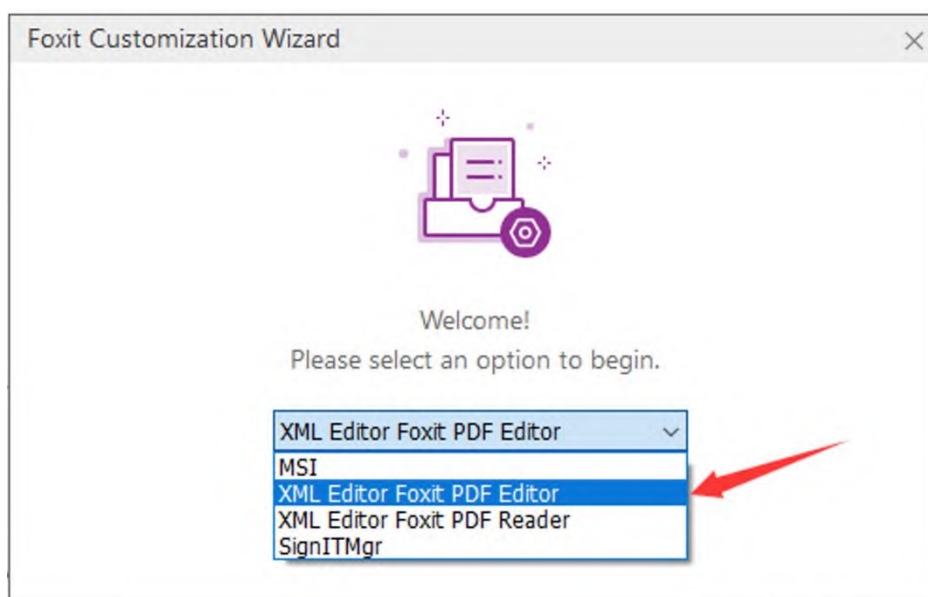 Foxit Customization Wizard
Welcome!
Please select an option to begin.
XML Editor Foxit PDF Editor
MSI
XML Editor Foxit PDF Editor
XML Editor Foxit PDF Reader
SignITMgr